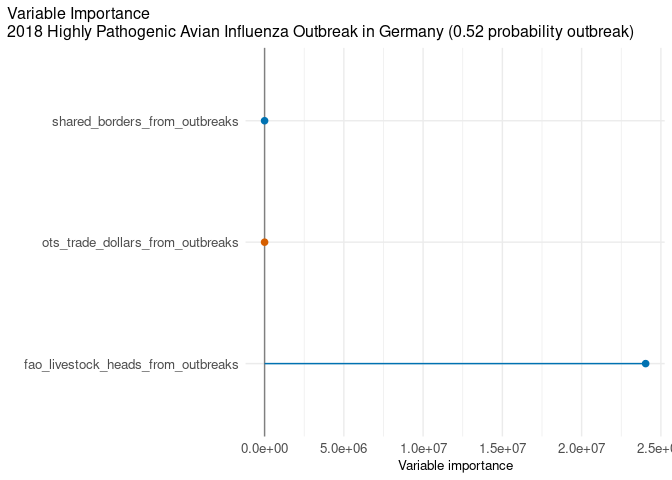 Variable Importance
2018 Highly Pathogenic Avian Influenza Outbreak in Germany (0.52 probability outbreak)
shared_borders_from_outbreaks
ots_trade_dollars_from_outbreaks
fao_livestock_heads_from_outbreaks
0.0e+00 5.0e+06 1.0e+07 1.5e+07 2.0e+07
Variable importance